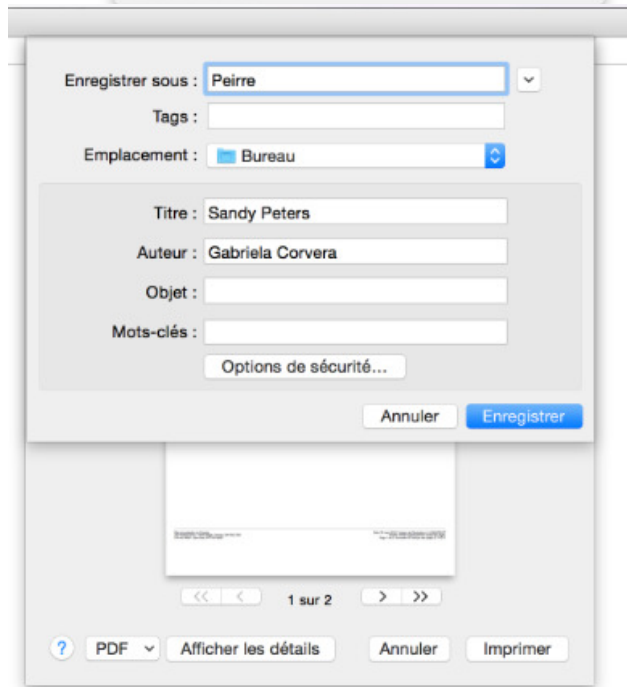 Enregistrer sous : Peirre
Tags :
Emplacement : Bureau
Titre : Sandy Peters
Auteur : Gabriela Corvera
Objet :
Mots-clés :
Options de sécurité...
Annuler Enregistrer
<< < 1 sur 2 > >>
? PDF Afficher les détails Annuler Imprimer